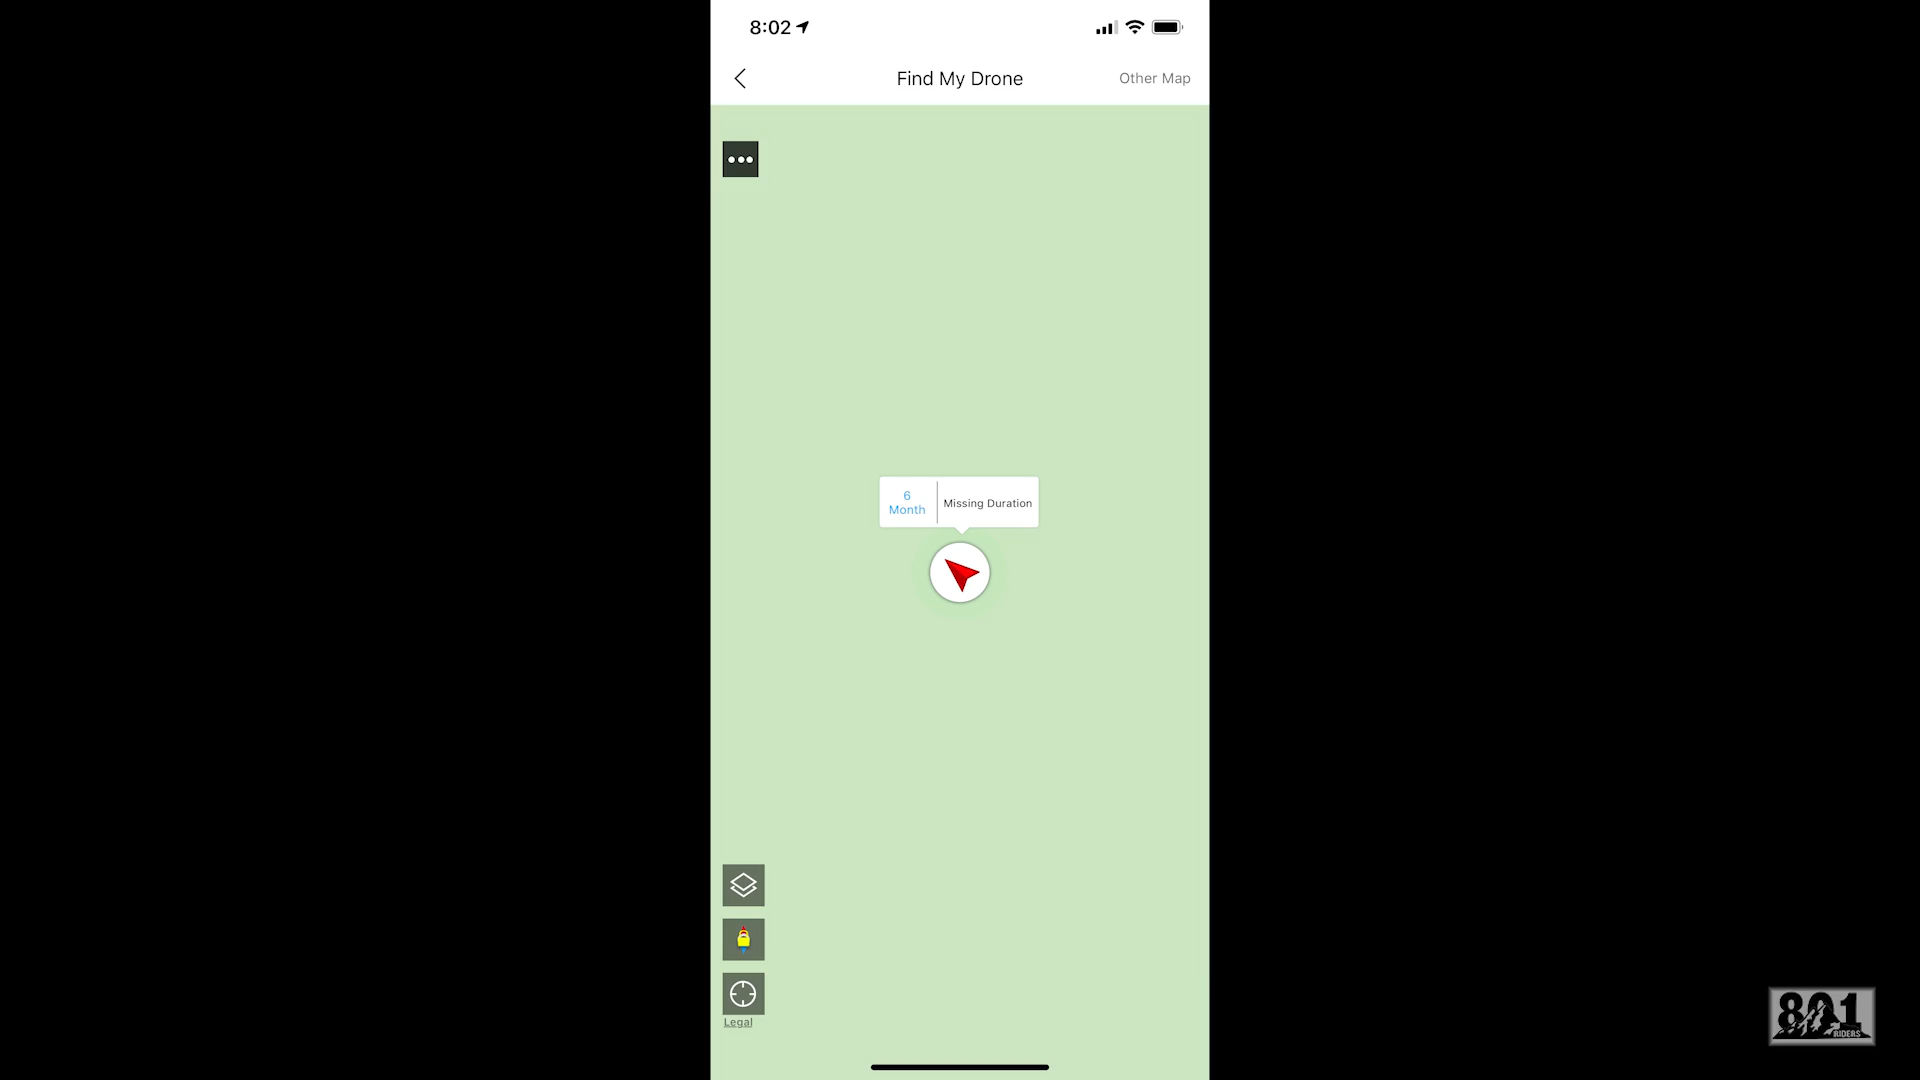 8:02
Find My Drone
Other Map
6
Month
Missing Duration
Legal
801
RIDERS